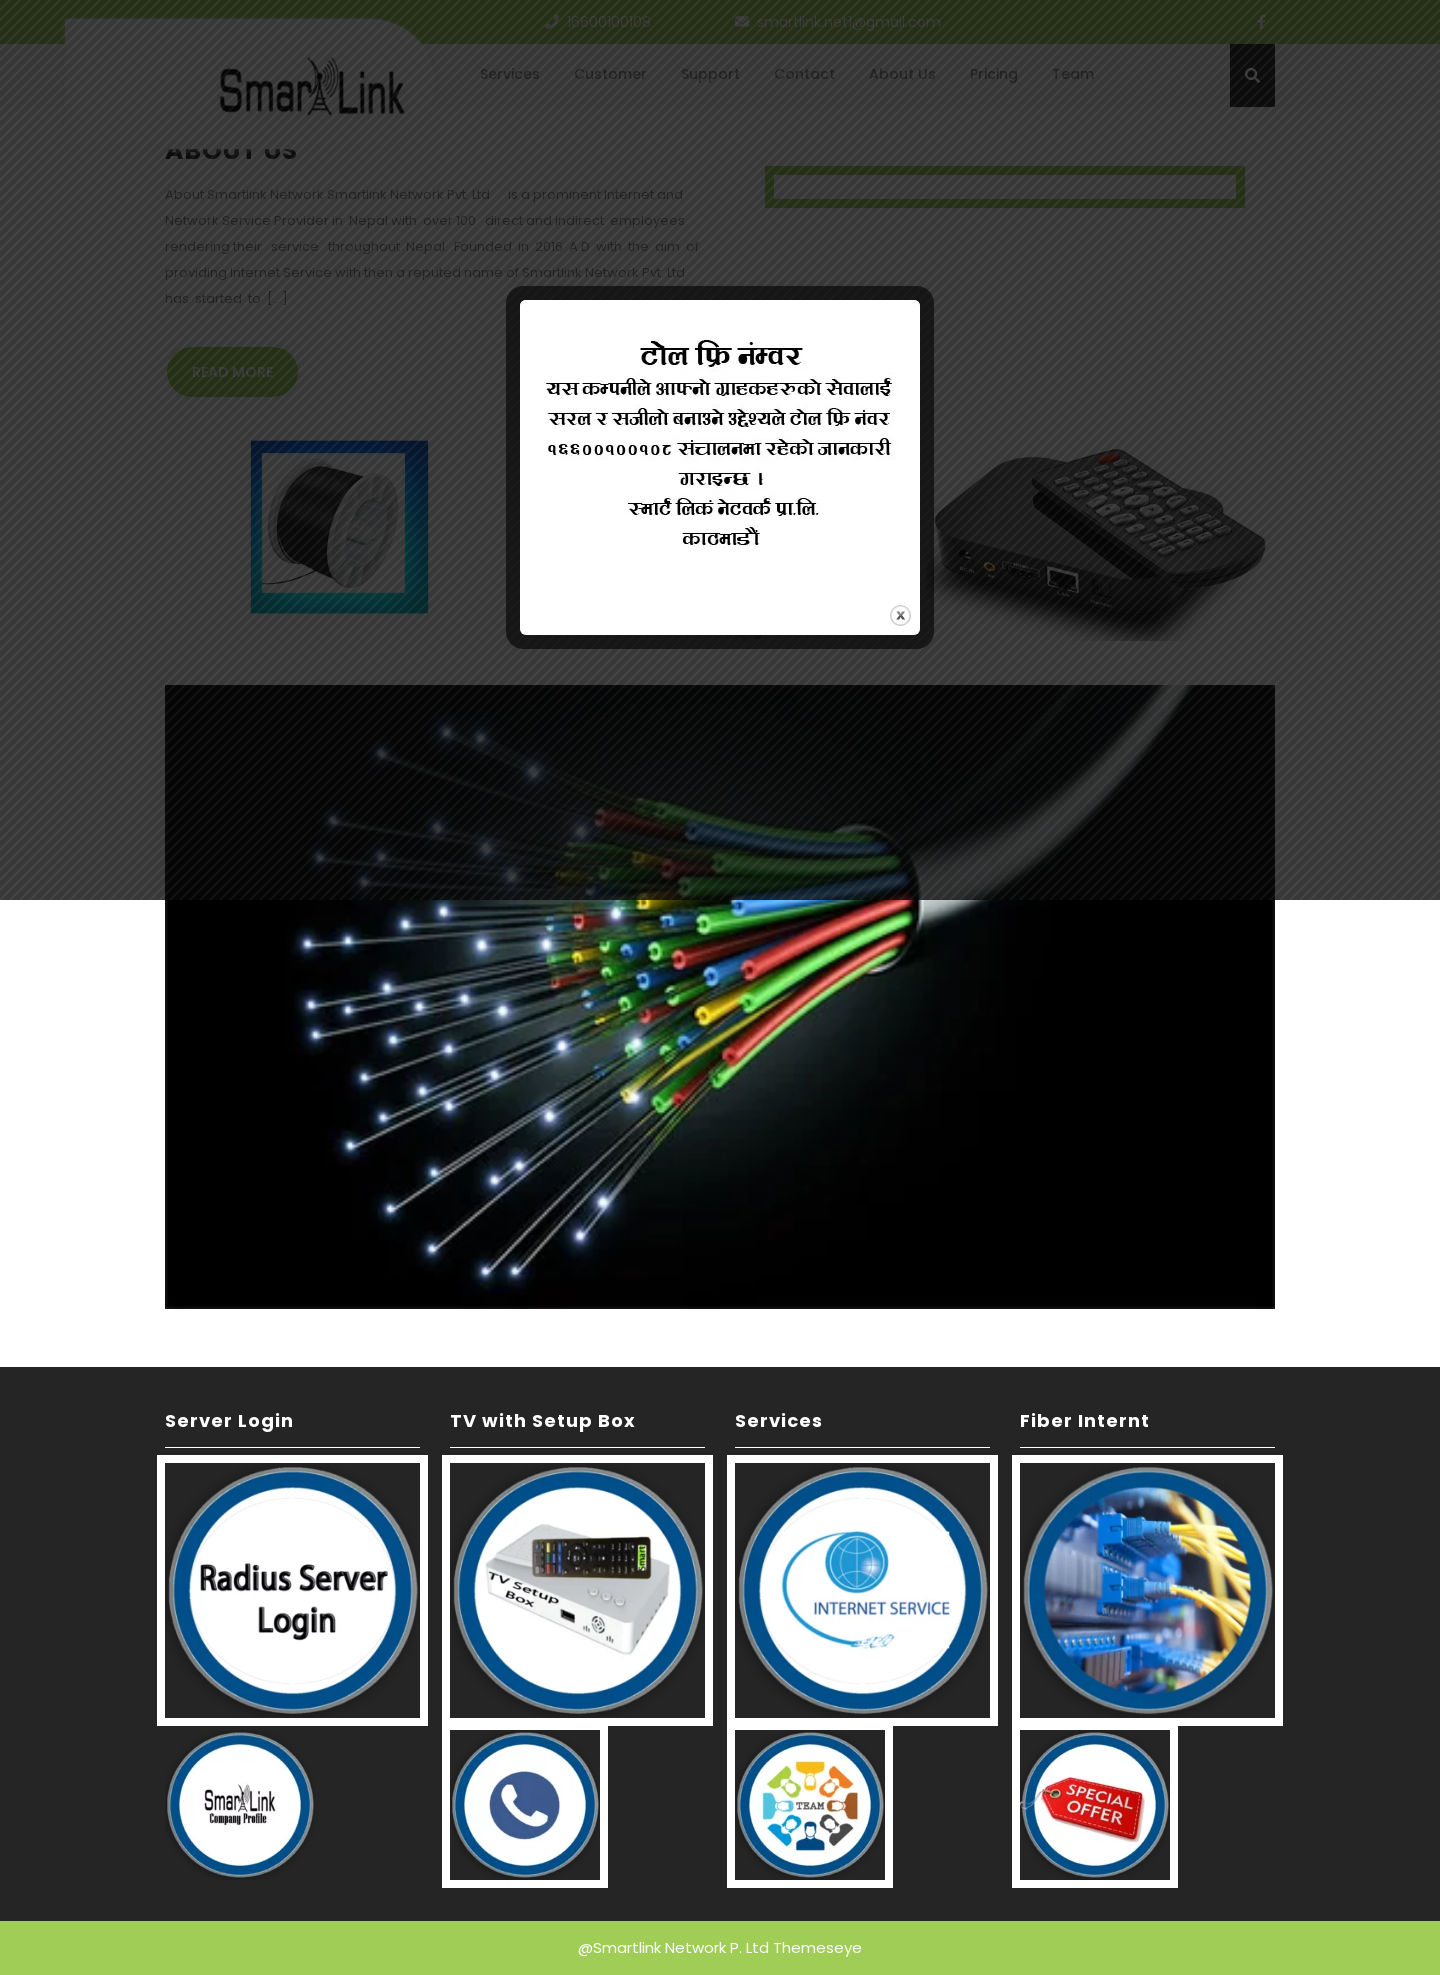 16600100108
smartlink.net1@gmail.com
Smart Link
Services Customer Support Contact About Us Pricing Team
ABOUT US
About Smartlink Network Smartlink Network Pvt. Ltd. is a prominent Internet and
Network Service Provider in Nepal with over 100 direct and indirect employees
rendering their service throughout Nepal. Founded in 2016 A.D with the aim of
providing Internet Service with then a reputed name of Smartlink Network Pvt. Ltd
has started to [...]
READ MORE
टोल फ्रि नंम्वर
यस कम्पनीले आफ्नो ग्राहकहरुको सेवालाई
सरल र सजीलो बनाउने उद्देश्यले टोल फ्रि नंवर
१६६००१००१०८ संचालनमा रहेको जानकारी
गराइन्छ ।
स्मार्ट लिकं नेटवर्क प्रा.लि.
काठमाडौं
Server Login
TV with Setup Box
Services
Fiber Internt
Radius Server
Login
Smart
TV Setup
Box
INTERNET SERVICE
Smart Link
Company Profile
TEAM
SPECIAL
OFFER
@Smartlink Network P. Ltd Themeseye